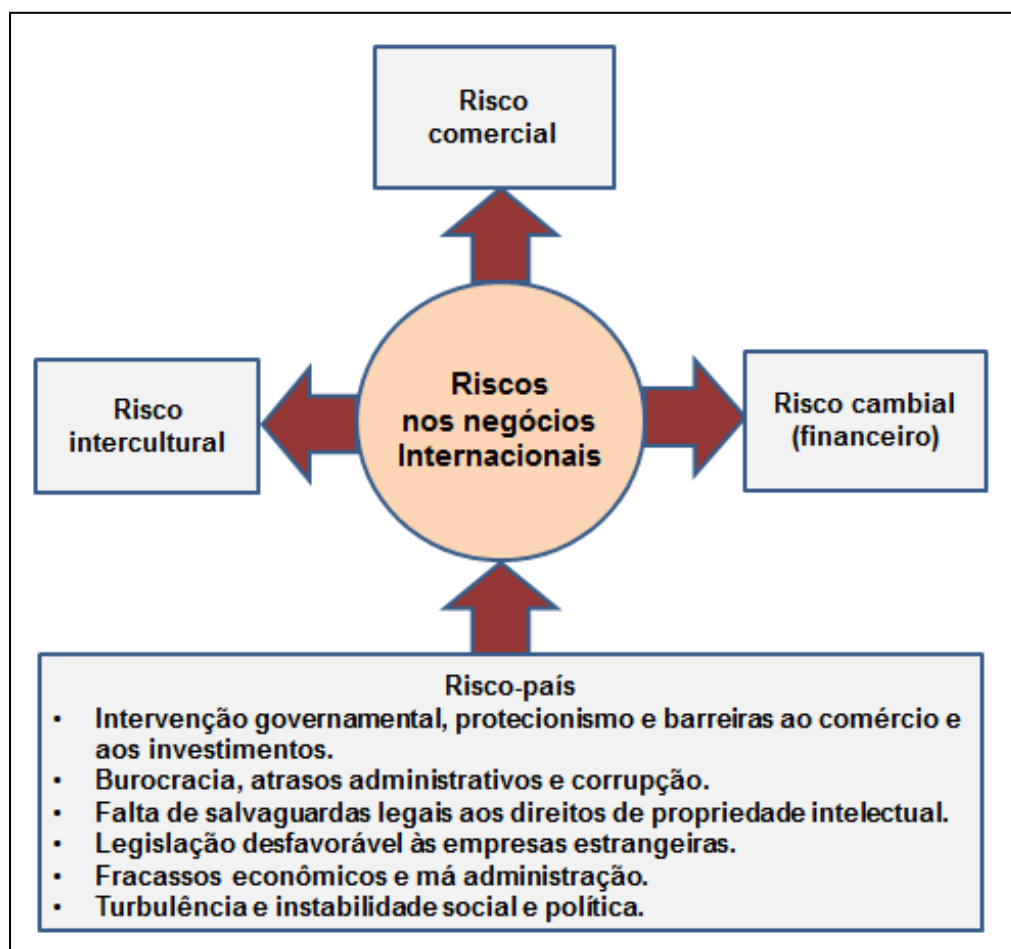 Risco
comercial
Risco
intercultural
Riscos
nos negócios
Internacionais
Risco cambial
(financeiro)
Risco-país
• Intervenção governamental, protecionismo e barreiras ao comércio e
aos investimentos.
• Burocracia, atrasos administrativos e corrupção.
• Falta de salvaguardas legais aos direitos de propriedade intelectual.
• Legislação desfavorável às empresas estrangeiras.
• Fracassos econômicos e má administração.
• Turbulência e instabilidade social e política.